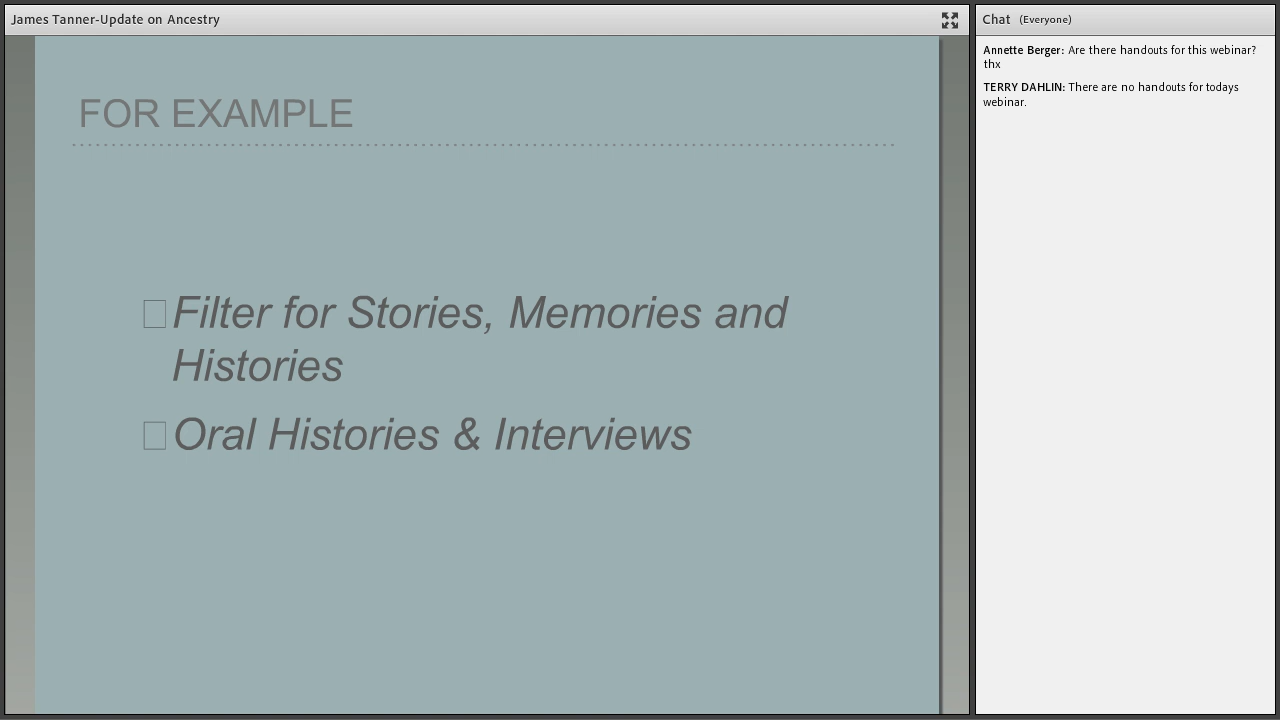 James Tanner-Update on Ancestry
FOR EXAMPLE
Filter for Stories, Memories and
Histories
Oral Histories & Interviews
Chat (Everyone)
Annette Berger: Are there handouts for this webinar?
thx
TERRY DAHLIN: There are no handouts for todays
webinar.